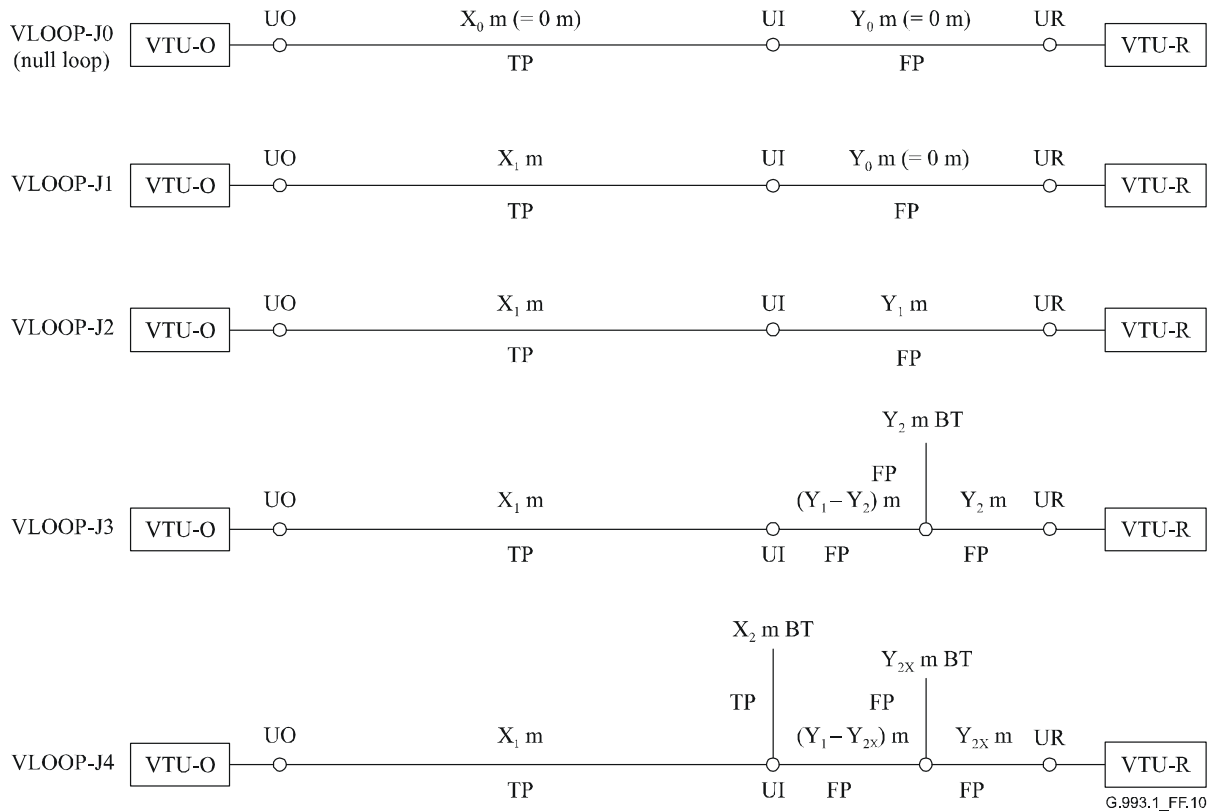 UO X₀ m (= 0 m) UI Y₀ m (= 0 m) UR
VLOOP-J0
(null loop)
VTU-O VTU-R
TP FP
UO X₁ m UI Y₀ m (= 0 m) UR
VLOOP-J1 VTU-O VTU-R
TP FP
UO X₁ m UI Y₁ m UR
VLOOP-J2 VTU-O VTU-R
TP FP
Y₂ m BT
FP
UO X₁ m (Y₁ – Y₂) m Y₂ m UR
VLOOP-J3 VTU-O VTU-R
TP UI FP FP
X₂ m BT
Y₂X m BT
TP FP
UO X₁ m (Y₁ – Y₂X) m Y₂X m UR
VLOOP-J4 VTU-O VTU-R
TP UI FP FP
G.993.1_FF.10